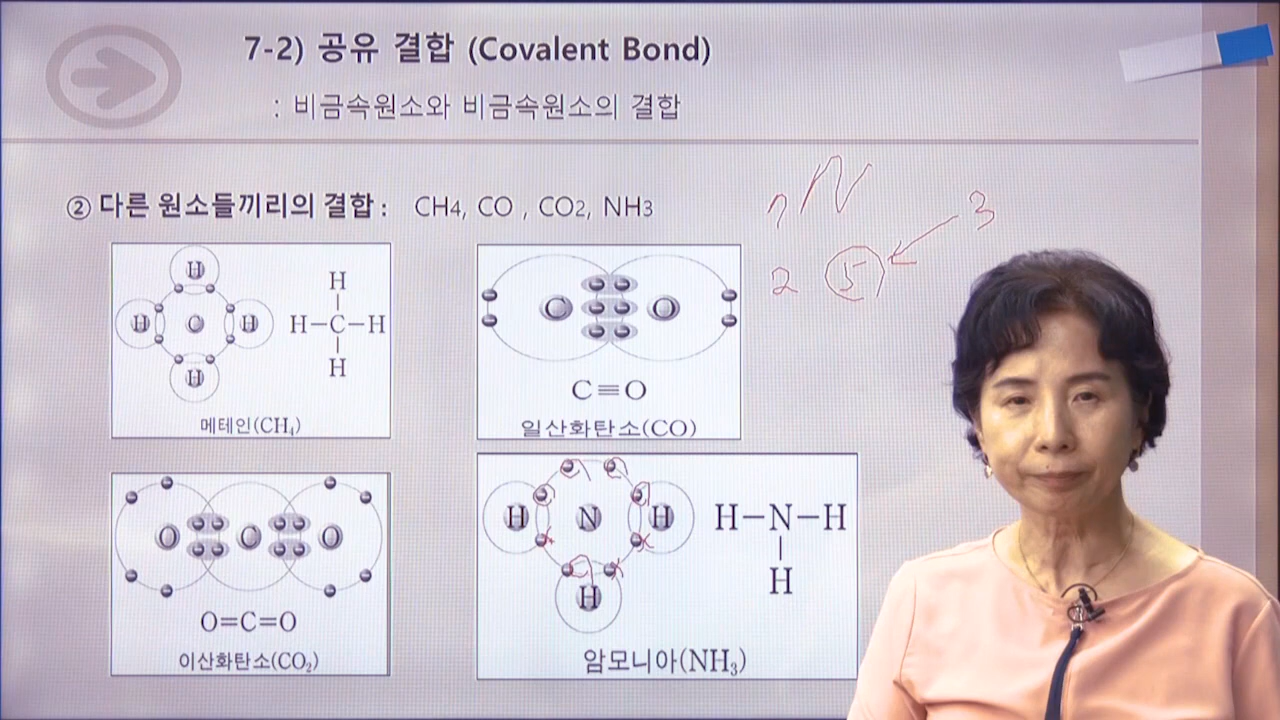 7-2) 공유 결합 (Covalent Bond)
: 비금속원소와 비금속원소의 결합
② 다른 원소들끼리의 결합 : CH4, CO , CO2, NH3
7N
3
2 5
H
H C H
H
H
H－C－H
H
메테인(CH₄)
C O
C≡O
일산화탄소(CO)
O C O
O=C=O
이산화탄소(CO₂)
H N H
H
H－N－H
H
암모니아(NH₃)